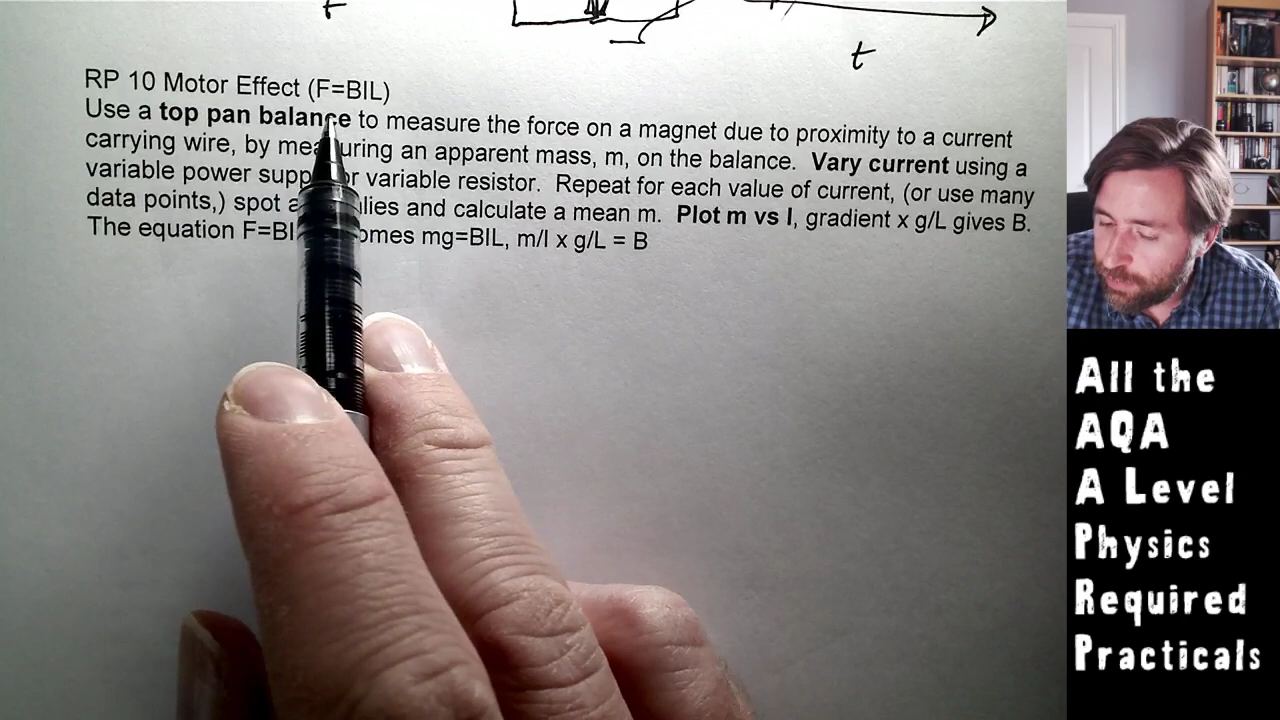 t
RP 10 Motor Effect (F=BIL)
Use a top pan balance to measure the force on a magnet due to proximity to a current
carrying wire, by measuring an apparent mass, m, on the balance. Vary current using a
variable power supp or variable resistor. Repeat for each value of current, (or use many
data points,) spot a lies and calculate a mean m. Plot m vs I, gradient x g/L gives B.
The equation F=BI omes mg=BIL, m/I x g/L = B
All the
AQA
A Level
Physics
Required
Practicals